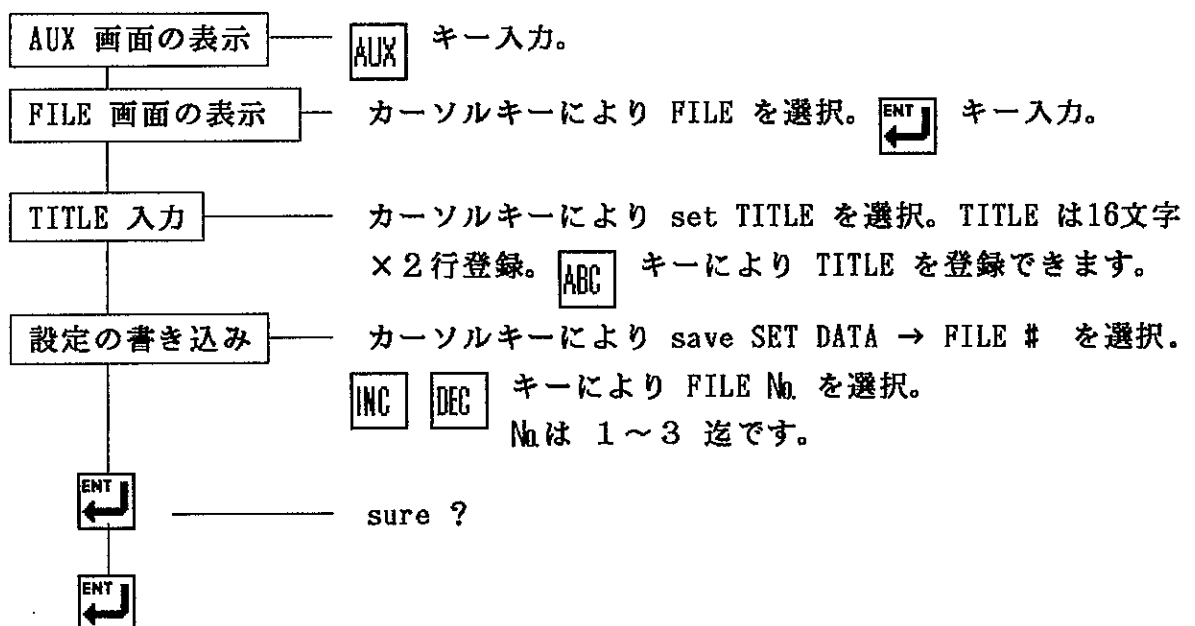 AUX 画面の表示 AUX キー入力。
FILE 画面の表示 カーソルキーにより FILE を選択。 ENT キー入力。
TITLE 入力 カーソルキーにより set TITLE を選択。TITLE は16文字
×2行登録。 ABC キーにより TITLE を登録できます。
設定の書き込み カーソルキーにより save SET DATA → FILE # を選択.
INC DEC キーにより FILE № を選択。
№は 1～3 迄です。
ENT sure ?
ENT